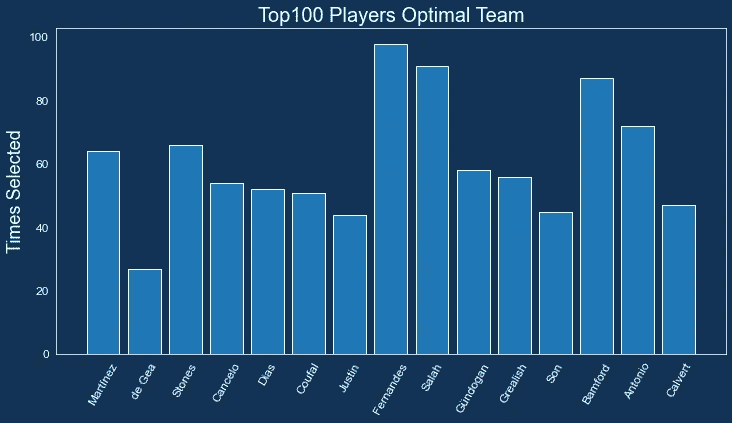 Top100 Players Optimal Team
Times Selected
100
80
60
40
20
0
Martínez
de Gea
Stones
Cancelo
Dias
Coufal
Justin
Fernandes
Salah
Gündogan
Grealish
Son
Bamford
Antonio
Calvert